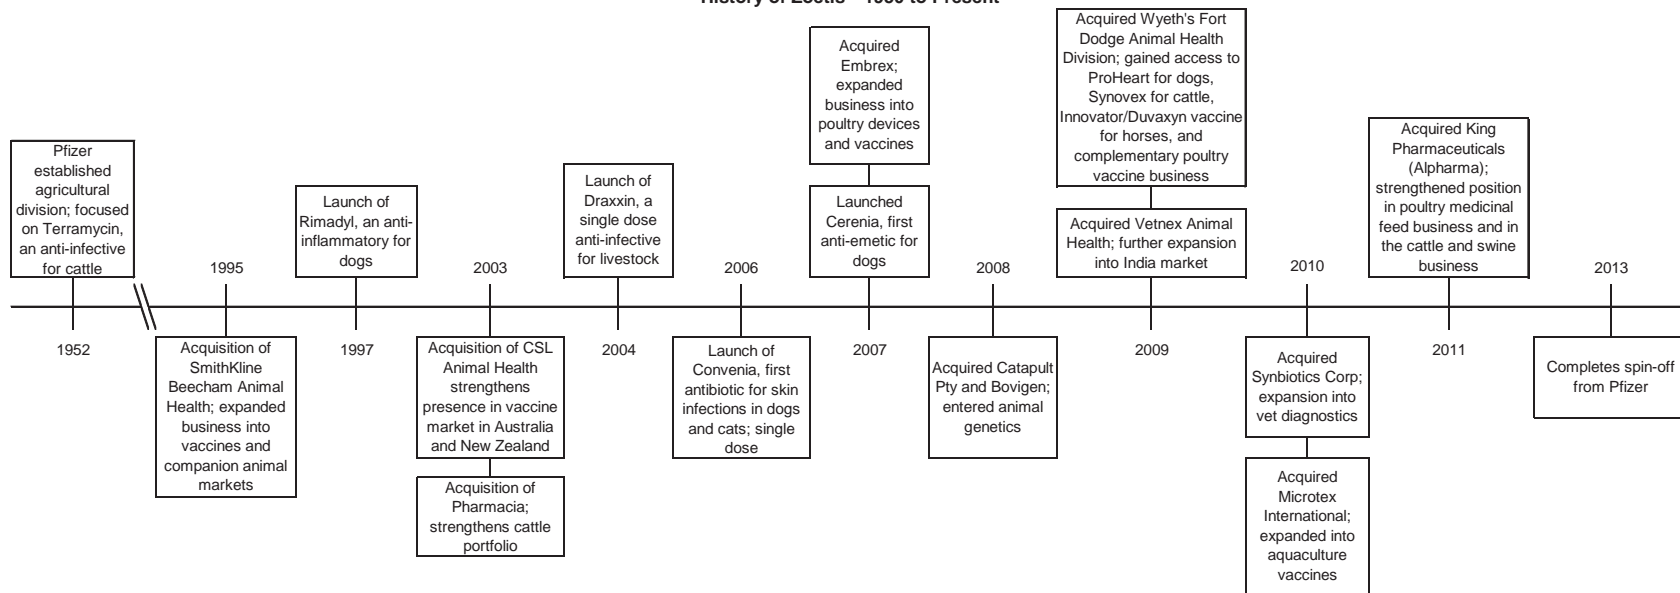 History of Zoetis – to Present
Pfizer
established
agricultural
division; focused
on Terramycin,
an anti-infective
for cattle
1952
1995
Acquisition of
SmithKline
Beecham Animal
Health; expanded
business into
vaccines and
companion animal
markets
Launch of
Rimadyl, an anti-
inflammatory for
dogs
1997
2003
Acquisition of CSL
Animal Health
strengthens
presence in vaccine
market in Australia
and New Zealand
Acquisition of
Pharmacia;
strengthens cattle
portfolio
Launch of
Draxxin, a
single dose
anti-infective
for livestock
2004
2006
Launch of
Convenia, first
antibiotic for skin
infections in dogs
and cats; single
dose
Acquired
Embrex;
expanded
business into
poultry devices
and vaccines
Launched
Cerenia, first
anti-emetic for
dogs
2007
2008
Acquired Catapult
Pty and Bovigen;
entered animal
genetics
Acquired Wyeth's Fort
Dodge Animal Health
Division; gained access to
ProHeart for dogs,
Synovex for cattle,
Innovator/Duvaxyn vaccine
for horses, and
complementary poultry
vaccine business
Acquired Vetnex Animal
Health; further expansion
into India market
2009
2010
Acquired
Synbiotics Corp;
expansion into
vet diagnostics
Acquired
Microtex
International;
expanded into
aquaculture
vaccines
Acquired King
Pharmaceuticals
(Alpharma);
strengthened position
in poultry medicinal
feed business and in
the cattle and swine
business
2011
2013
Completes spin-off
from Pfizer